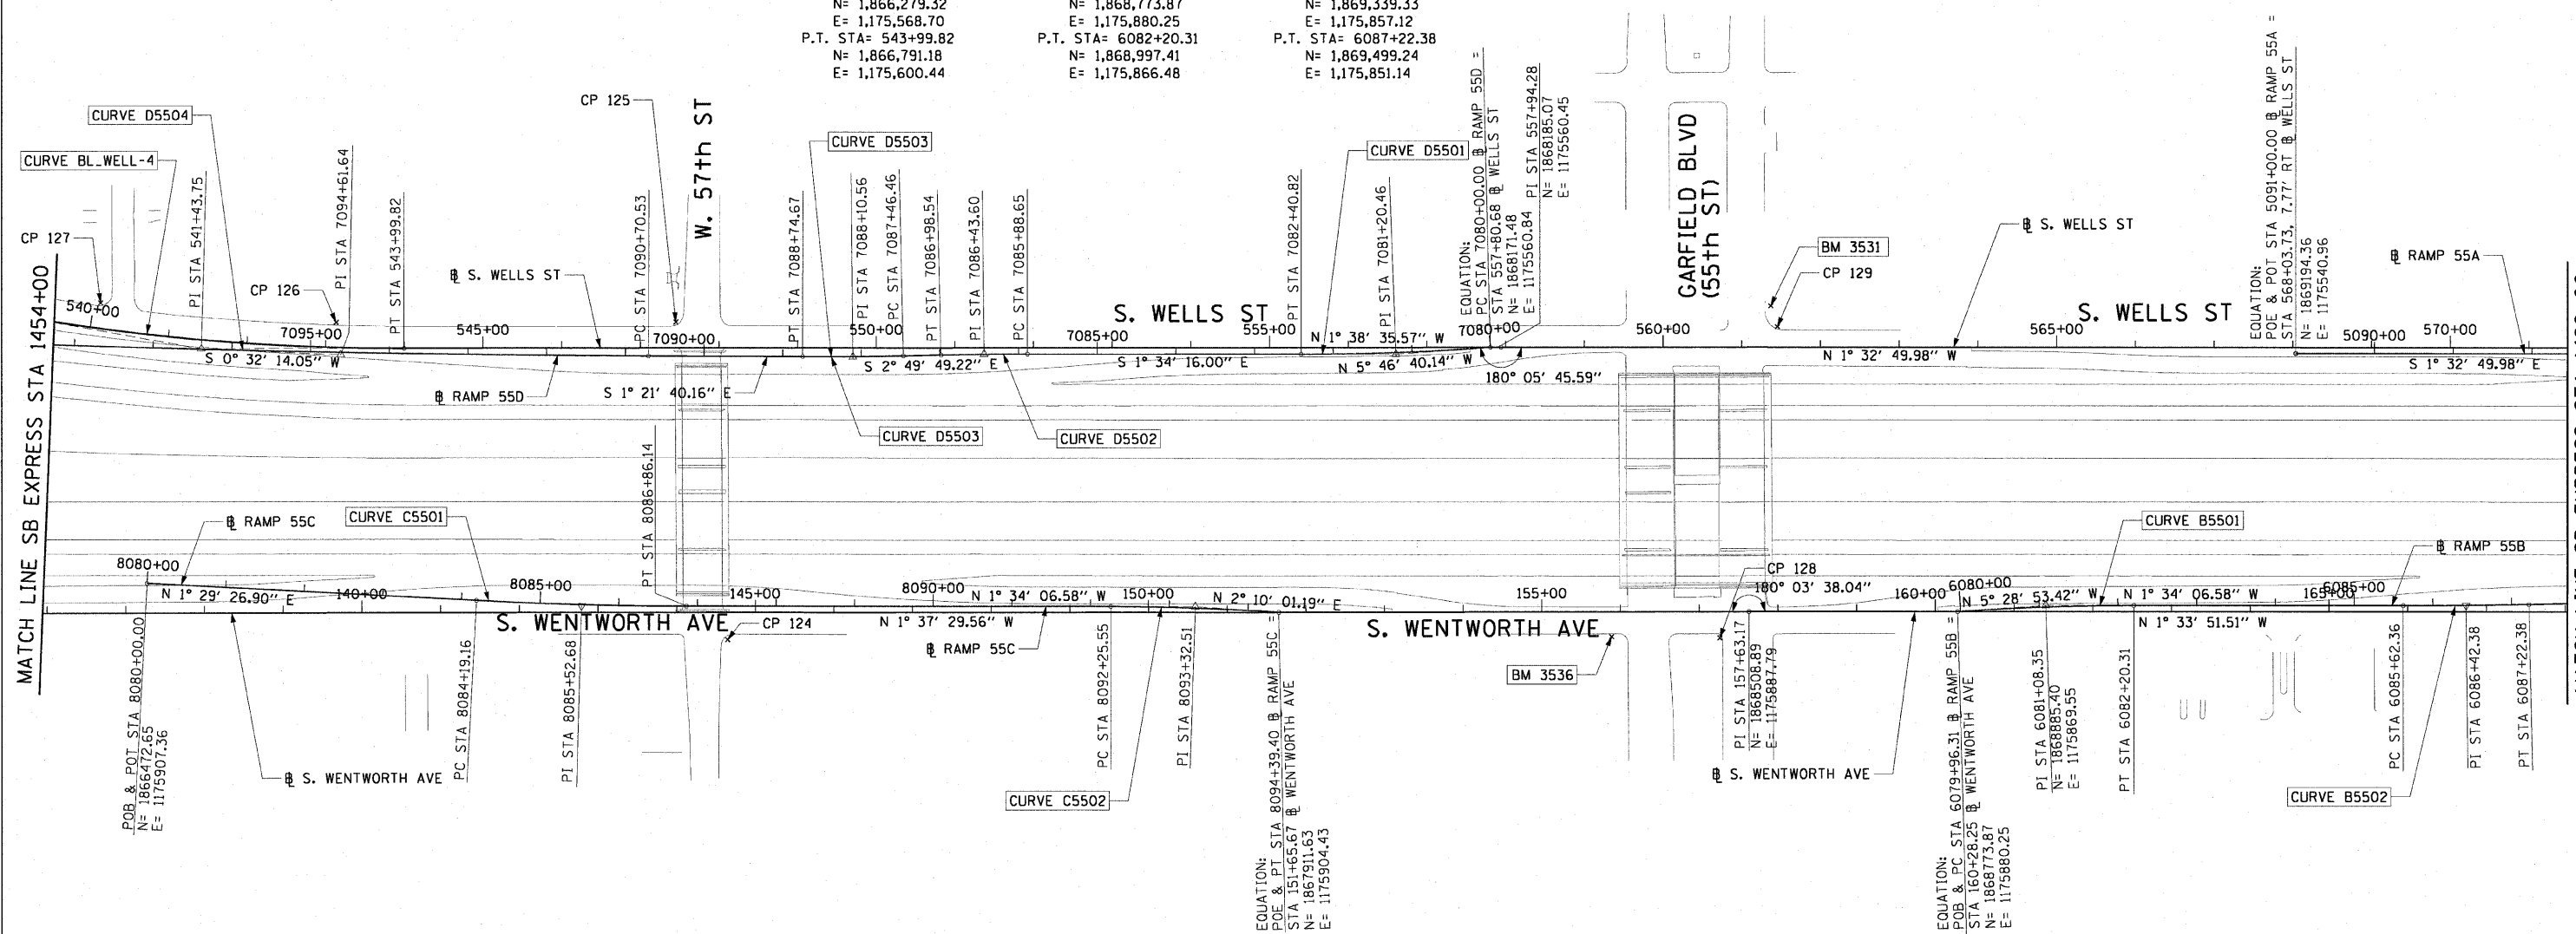 N= 1,866,279.32
E= 1,175,568.70
P.T. STA= 543+99.82
N= 1,866,791.18
E= 1,175,600.44
N= 1,868,773.87
E= 1,175,880.25
P.T. STA= 6082+20.31
N= 1,868,997.41
E= 1,175,866.48
N= 1,869,339.33
E= 1,175,857.12
P.T. STA= 6087+22.38
N= 1,869,499.24
E= 1,175,851.14
MATCH LINE SB EXPRESS STA 1454+00
CURVE D5504
CURVE BL_WELL-4
CP 127
540+00
PI STA 541+43.75
CP 126
7095+00
S 0° 32' 14.05" W
PI STA 7094+61.64
PT STA 543+99.82
℄ S. WELLS ST
545+00
℄ RAMP 55D
CP 125
PC STA 7090+70.53
W. 57th ST
7090+00
S 1° 21' 40.16" E
PT STA 7088+74.67
CURVE D5503
PI STA 7088+10.56
550+00
PC STA 7087+46.46
PT STA 7086+98.54
S 2° 49' 49.22" E
PI STA 7086+43.60
PC STA 7085+88.65
CURVE D5503
CURVE D5502
7085+00
S. WELLS ST
S 1° 34' 16.00" E
555+00
PT STA 7082+40.82
N 1° 38' 35.57" W
CURVE D5501
PI STA 7081+20.46
N 5° 46' 40.14" W
7080+00
180° 05' 45.59"
EQUATION:
PC STA 7080+00.00 ℄ RAMP 55D =
STA 557+80.68 ℄ WELLS ST
N= 1868171.48
E= 1175560.84
PI STA 557+94.28
N= 1868185.07
E= 1175560.45
560+00
GARFIELD BLVD
(55th ST)
BM 3531
CP 129
N 1° 32' 49.98" W
℄ S. WELLS ST
565+00
S. WELLS ST
EQUATION:
POE & POT STA 5091+00.00 ℄ RAMP 55A =
STA 568+03.73, 7.77' RT ℄ WELLS ST
N= 1869194.36
E= 1175540.96
5090+00
570+00
℄ RAMP 55A
S 1° 32' 49.98" E
℄ RAMP 55C
CURVE C5501
8080+00
N 1° 29' 26.90" E
140+00
8085+00
PT STA 8086+86.14
145+00
8090+00
N 1° 34' 06.58" W
150+00
N 2° 10' 01.19" E
155+00
CP 128
180° 03' 38.04"
160+00
6080+00
N 5° 28' 53.42" W
CURVE B5501
N 1° 34' 06.58" W
165+00
6085+00
℄ RAMP 55B
N 1° 33' 51.51" W
POB & POT STA 8080+00.00
N= 1866472.65
E= 1175907.36
℄ S. WENTWORTH AVE
PC STA 8084+19.16
PI STA 8085+52.68
S. WENTWORTH AVE
CP 124
N 1° 37' 29.56" W
℄ RAMP 55C
CURVE C5502
PC STA 8092+25.55
PI STA 8093+32.51
EQUATION:
POE & PT STA 8094+39.40 ℄ RAMP 55C =
STA 151+65.67 ℄ WENTWORTH AVE
N= 1867911.63
E= 1175904.43
S. WENTWORTH AVE
BM 3536
PI STA 157+63.17
N= 1868508.89
E= 1175887.79
℄ S. WENTWORTH AVE
EQUATION:
POB & PC STA 6079+96.31 ℄ RAMP 55B =
STA 160+28.25 ℄ WENTWORTH AVE
N= 1868773.87
E= 1175880.25
PI STA 6081+08.35
N= 1868885.40
E= 1175869.55
PT STA 6082+20.31
CURVE B5502
PC STA 6085+62.36
PI STA 6086+42.38
PT STA 6087+22.38